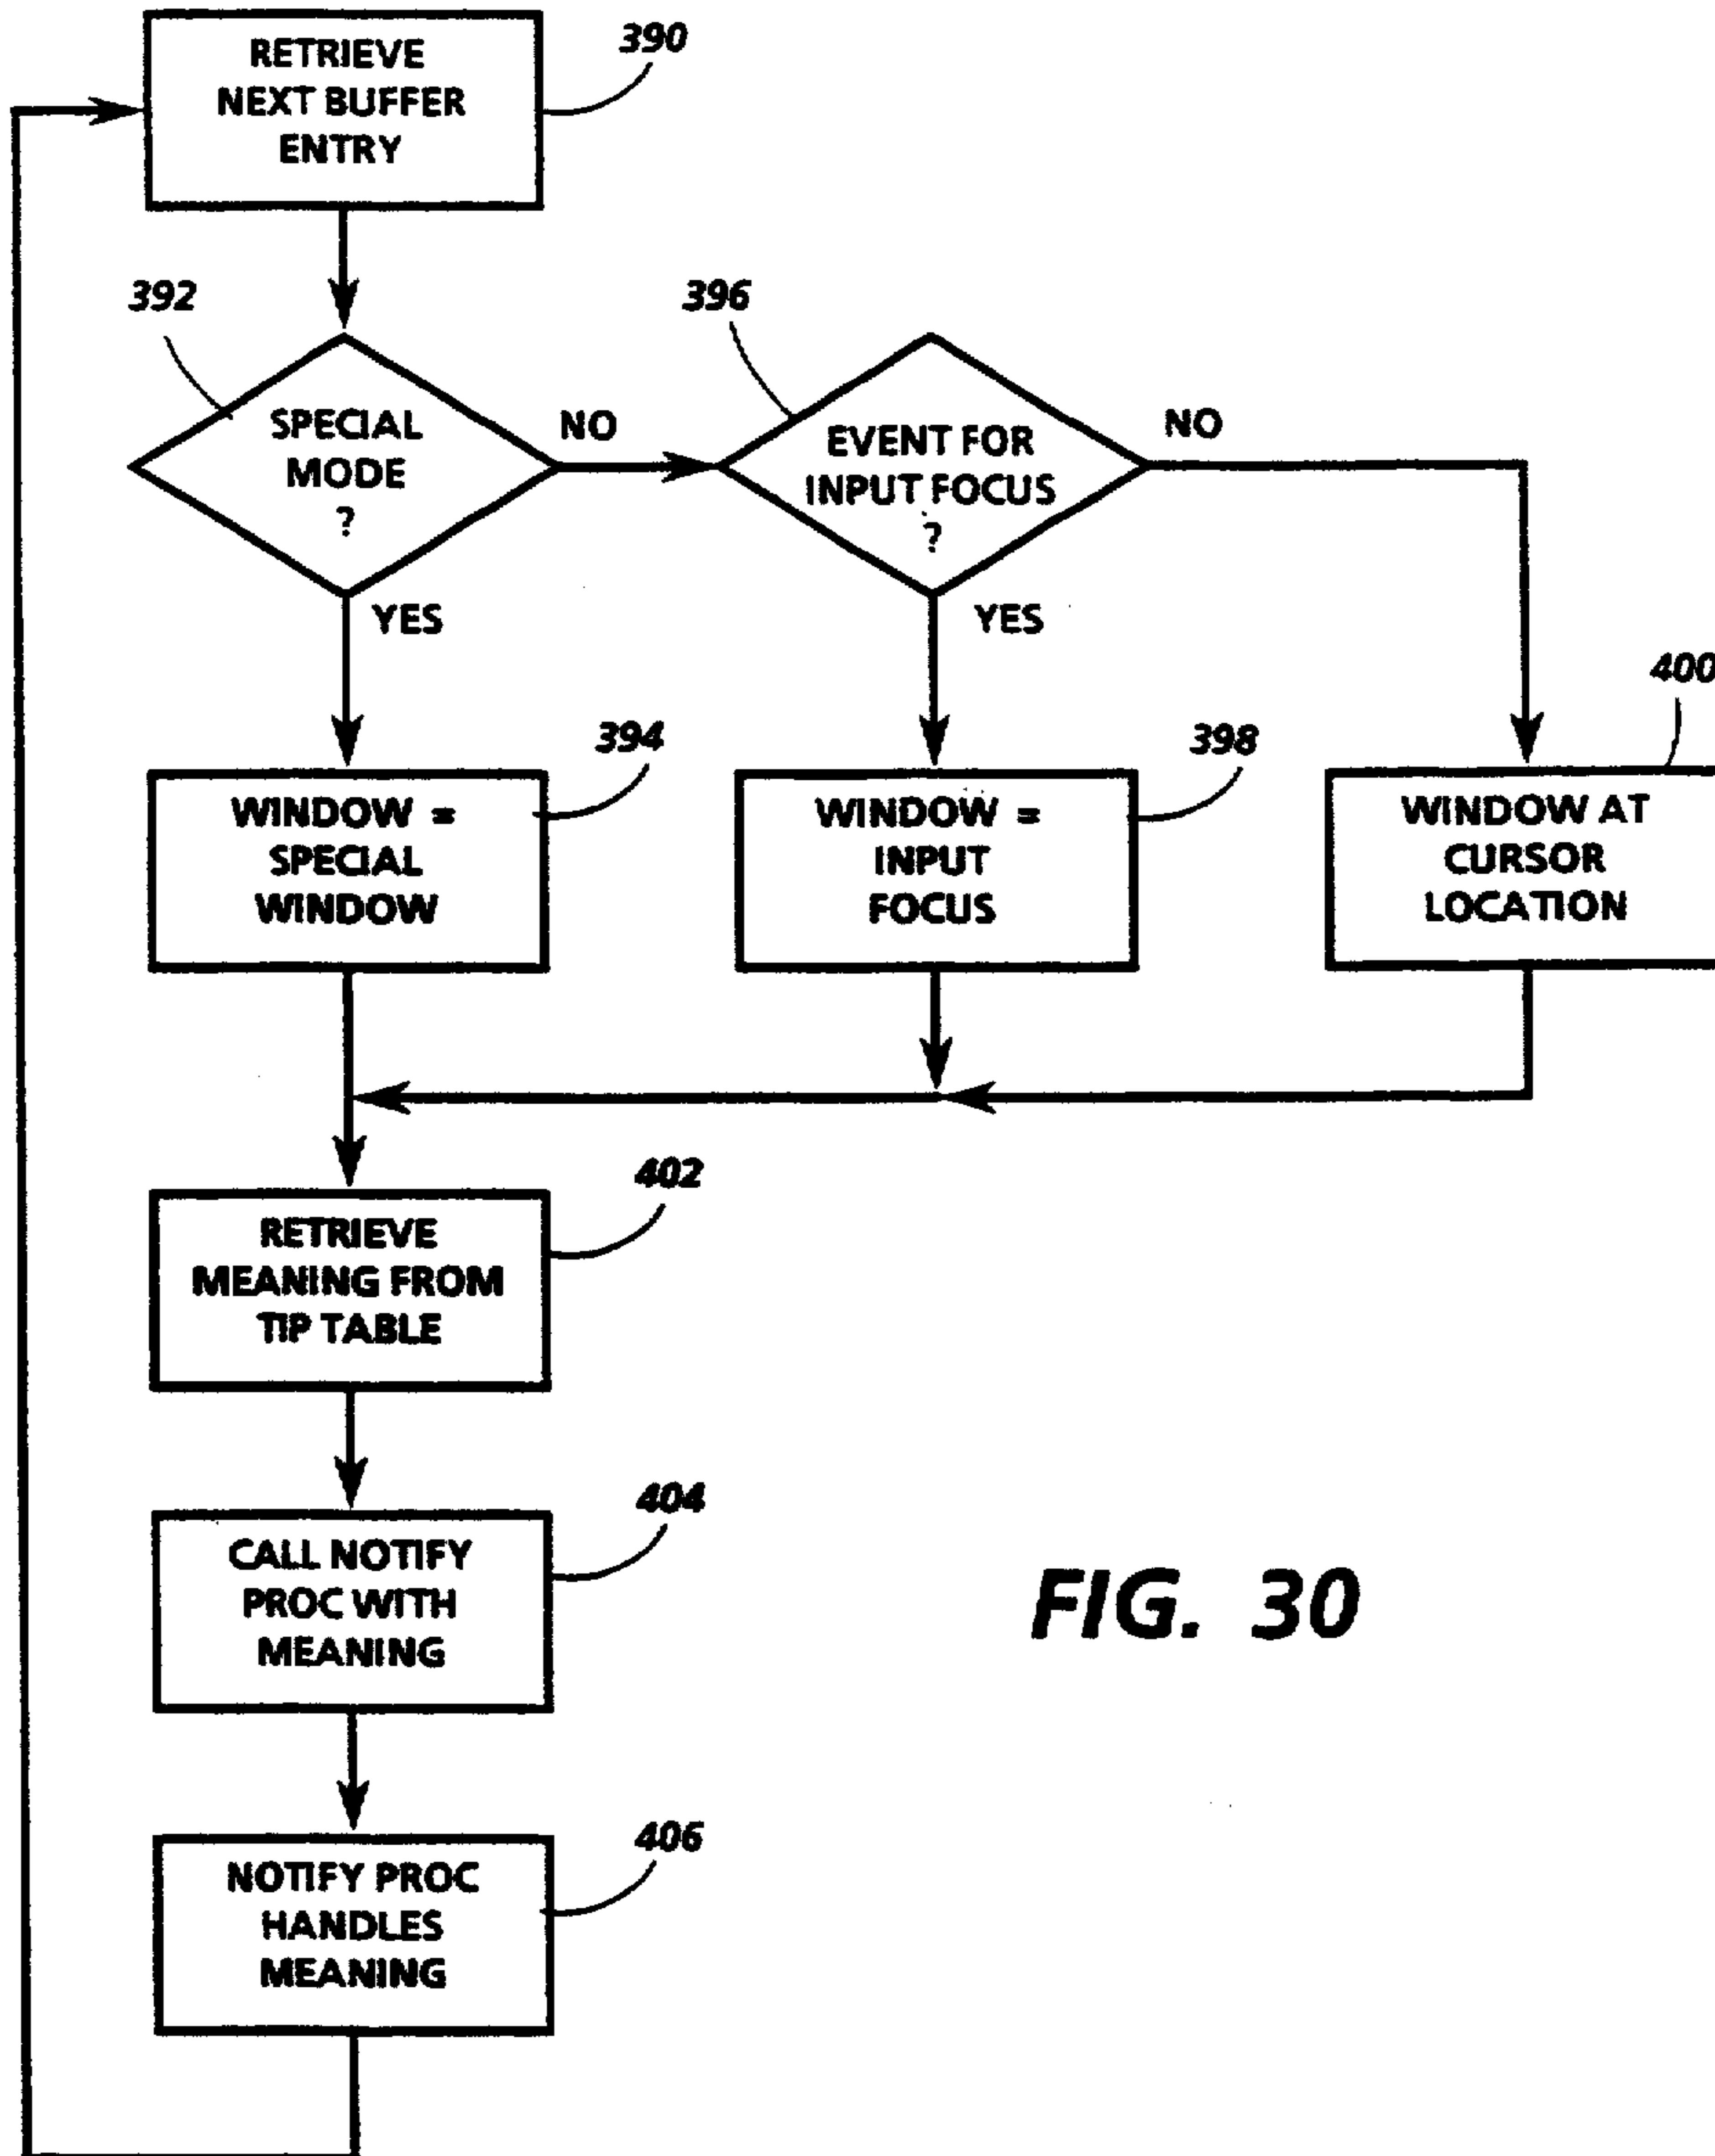 RETRIEVE
NEXT BUFFER
ENTRY
390
392
SPECIAL
MODE
?
NO
YES
396
EVENT FOR
INPUT FOCUS
?
NO
YES
394
WINDOW =
SPECIAL
WINDOW
398
WINDOW =
INPUT
FOCUS
400
WINDOW AT
CURSOR
LOCATION
402
RETRIEVE
MEANING FROM
TIP TABLE
404
CALL NOTIFY
PROC WITH
MEANING
406
NOTIFY PROC
HANDLES
MEANING
FIG. 30